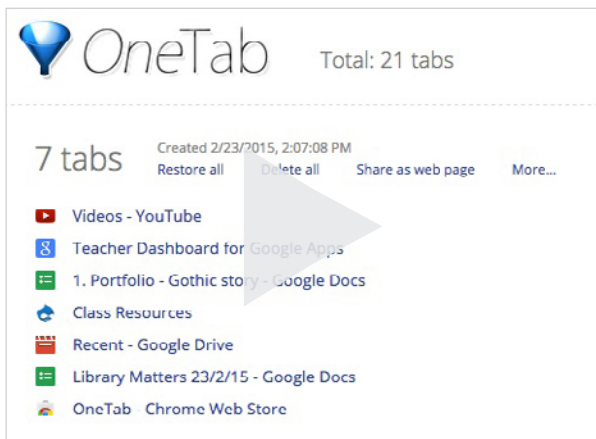 OneTab
Total: 21 tabs
7 tabs
Created 2/23/2015, 2:07:08 PM
Restore all Delete all Share as web page More...
Videos - YouTube
Teacher Dashboard for Google Apps
1. Portfolio - Gothic story - Google Docs
Class Resources
Recent - Google Drive
Library Matters 23/2/15 - Google Docs
OneTab - Chrome Web Store